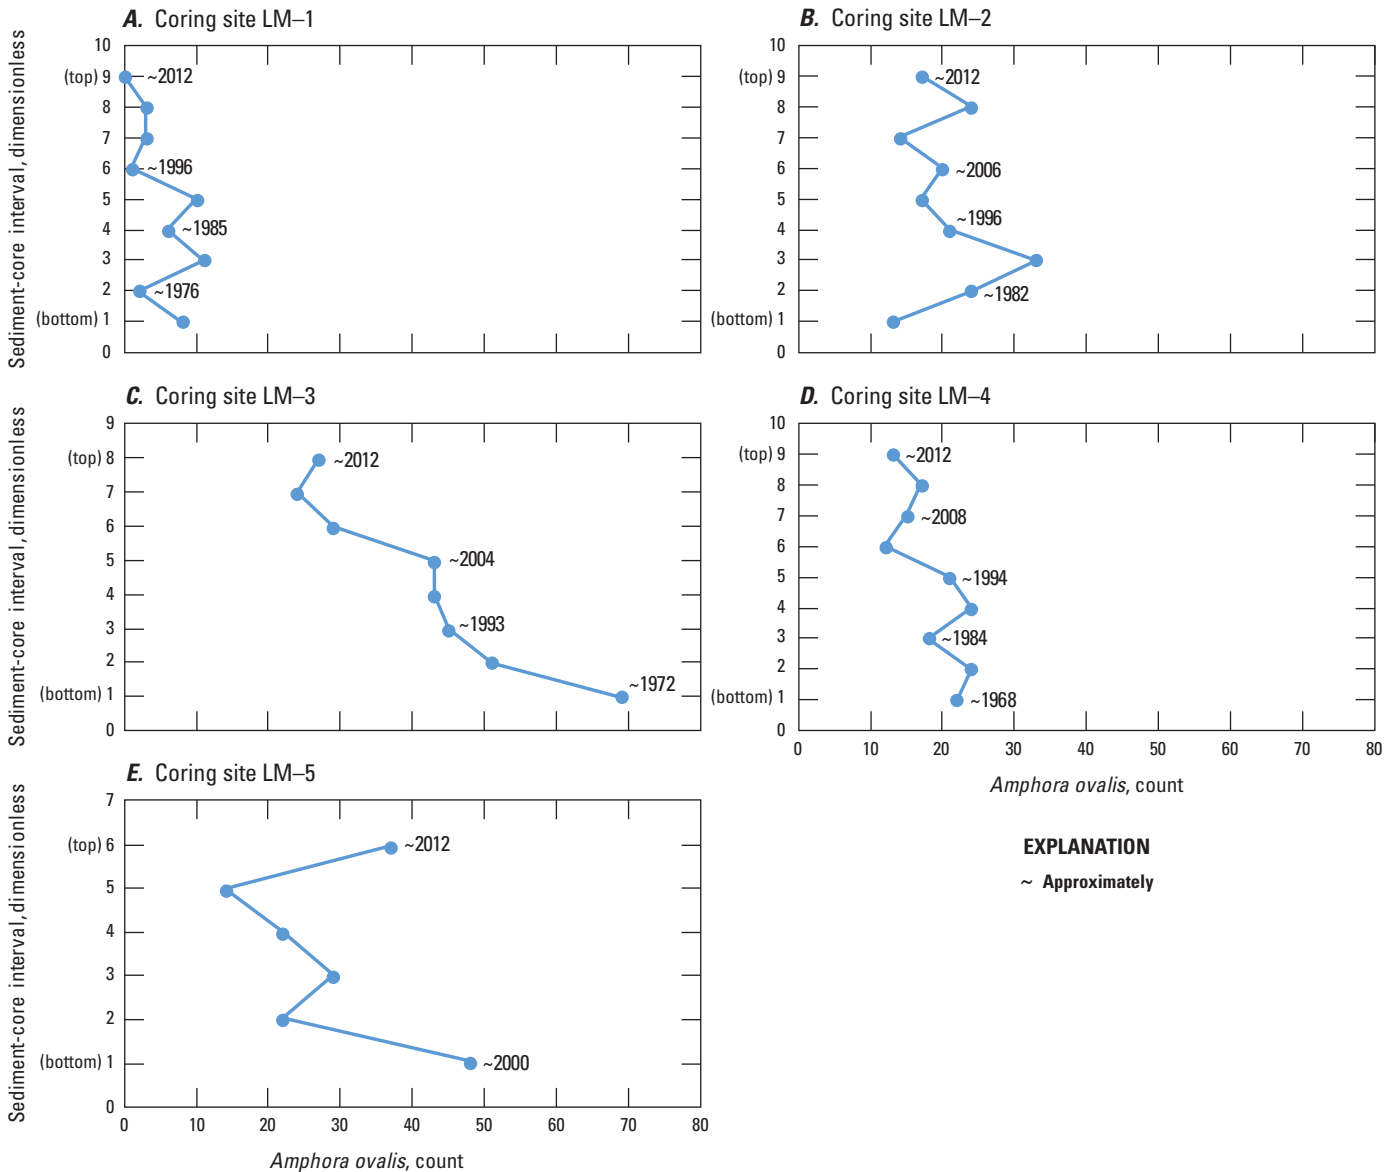 A. Coring site LM–1
Sediment-core interval, dimensionless
10
(top) 9
8
7
6
5
4
3
2
(bottom) 1
0
~2012
~1996
~1985
~1976
B. Coring site LM–2
10
(top) 9
8
7
6
5
4
3
2
(bottom) 1
0
~2012
~2006
~1996
~1982
C. Coring site LM–3
Sediment-core interval, dimensionless
9
(top) 8
7
6
5
4
3
2
(bottom) 1
0
~2012
~2004
~1993
~1972
D. Coring site LM–4
10
(top) 9
8
7
6
5
4
3
2
(bottom) 1
0
~2012
~2008
~1994
~1984
~1968
0 10 20 30 40 50 60 70 80
Amphora ovalis, count
E. Coring site LM–5
Sediment-core interval, dimensionless
7
(top) 6
5
4
3
2
(bottom) 1
0
~2012
~2000
0 10 20 30 40 50 60 70 80
Amphora ovalis, count
EXPLANATION
~ Approximately